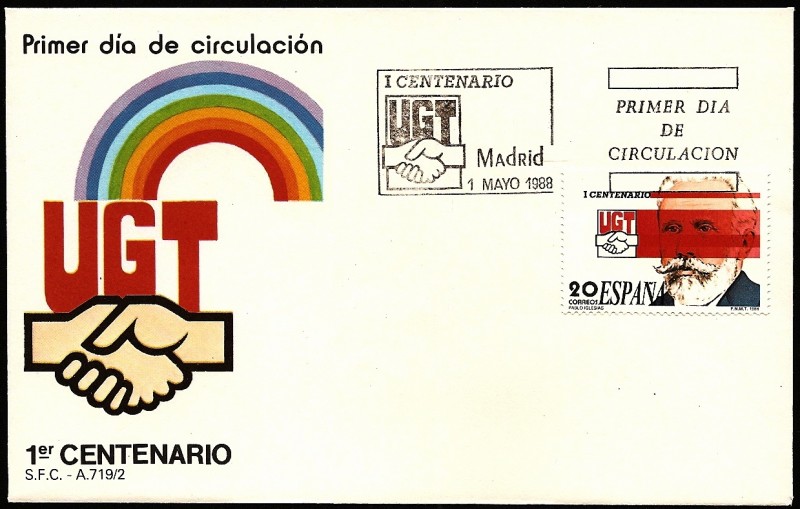 Primer día de circulación
UGT
1er CENTENARIO
S.F.C. - A.719/2
I CENTENARIO
UGT
Madrid
1 MAYO 1988
PRIMER DIA
DE
CIRCULACION
I CENTENARIO
UGT
20 ESPAÑA
CORREOS
PABLO IGLESIAS
F.N.M.T. 1988